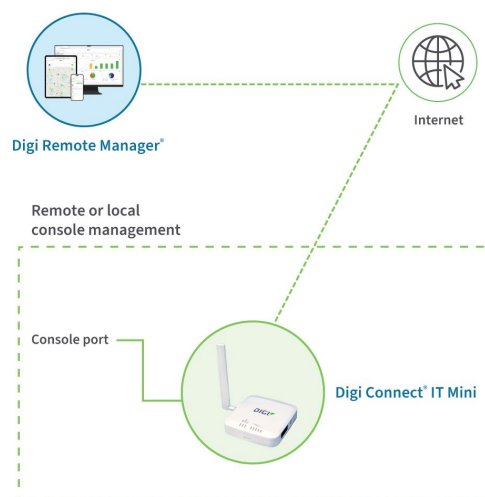 Internet
Digi Remote Manager®
Remote or local
console management
Console port
DIGI
Digi Connect® IT Mini